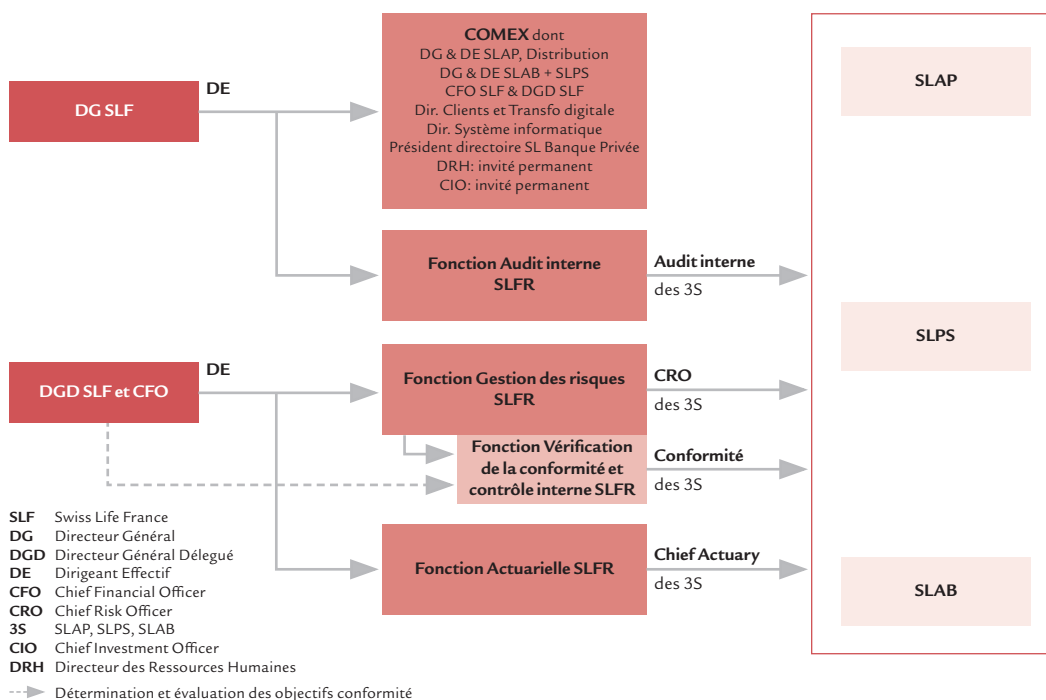 DG SLF
DE
COMEX dont
DG & DE SLAP, Distribution
DG & DE SLAB + SLPS
CFO SLF & DGD SLF
Dir. Clients et Transfo digitale
Dir. Système informatique
Président directoire SL Banque Privée
DRH: invité permanent
CIO: invité permanent
SLAP
Fonction Audit interne
SLFR
Audit interne
des 3S
SLPS
DGD SLF et CFO
DE
Fonction Gestion des risques
SLFR
CRO
des 3S
Fonction Vérification
de la conformité et
contrôle interne SLFR
Conformité
des 3S
Fonction Actuarielle SLFR
Chief Actuary
des 3S
SLAB
SLF Swiss Life France
DG Directeur Général
DGD Directeur Général Délégué
DE Dirigeant Effectif
CFO Chief Financial Officer
CRO Chief Risk Officer
3S SLAP, SLPS, SLAB
CIO Chief Investment Officer
DRH Directeur des Ressources Humaines
Détermination et évaluation des objectifs conformité